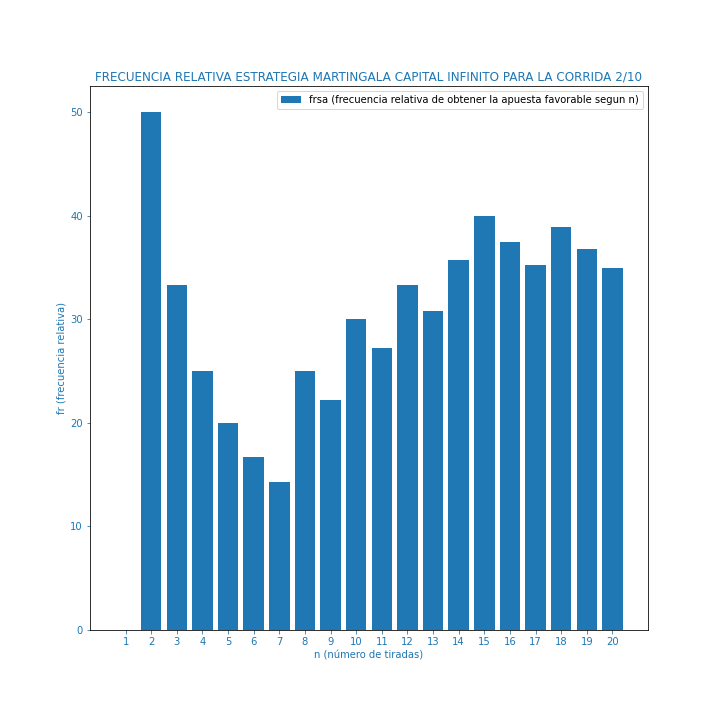 FRECUENCIA RELATIVA ESTRATEGIA MARTINGALA CAPITAL INFINITO PARA LA CORRIDA 2/10
frsa (frecuencia relativa de obtener la apuesta favorable segun n)
50
40
30
20
10
0
fr (frecuencia relativa)
1 2 3 4 5 6 7 8 9 10 11 12 13 14 15 16 17 18 19 20
n (número de tiradas)